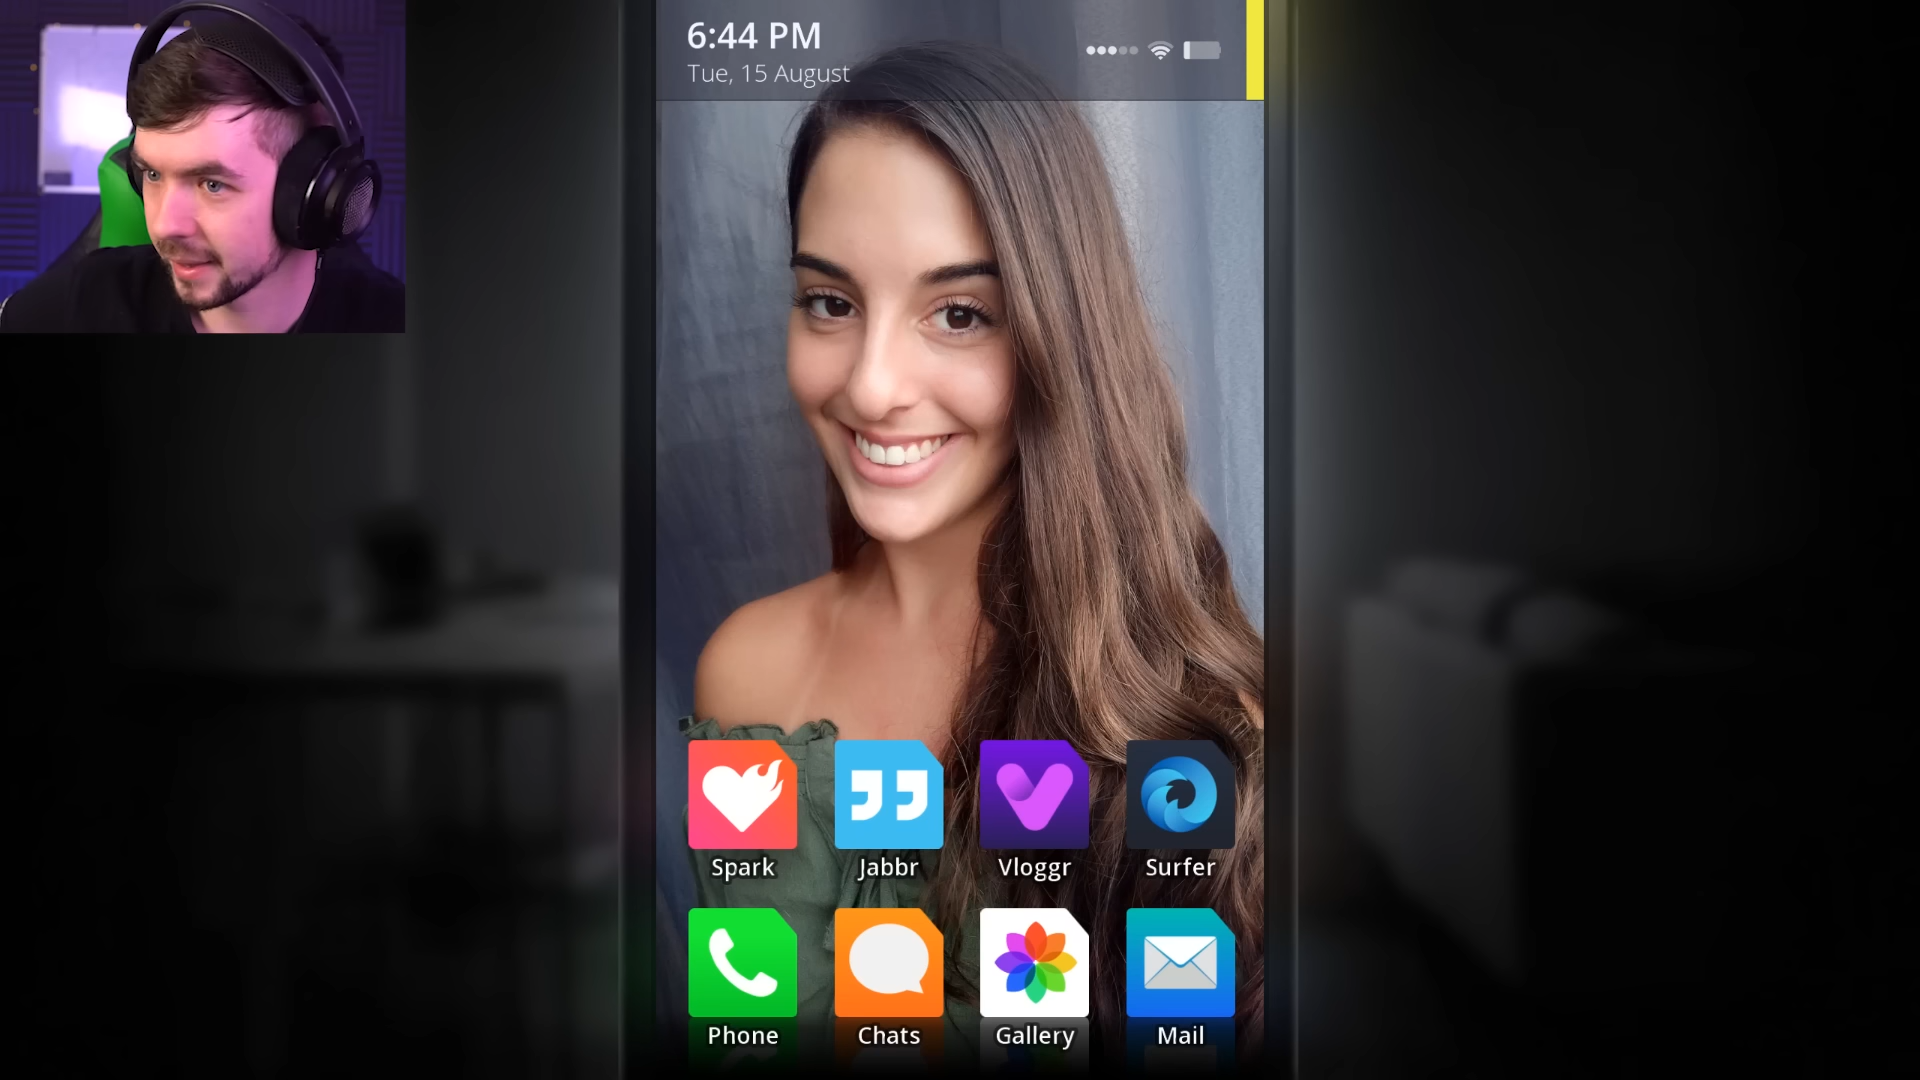 6:44 PM
Tue, 15 August
Spark
Jabbr
Vloggr
Surfer
Phone
Chats
Gallery
Mail